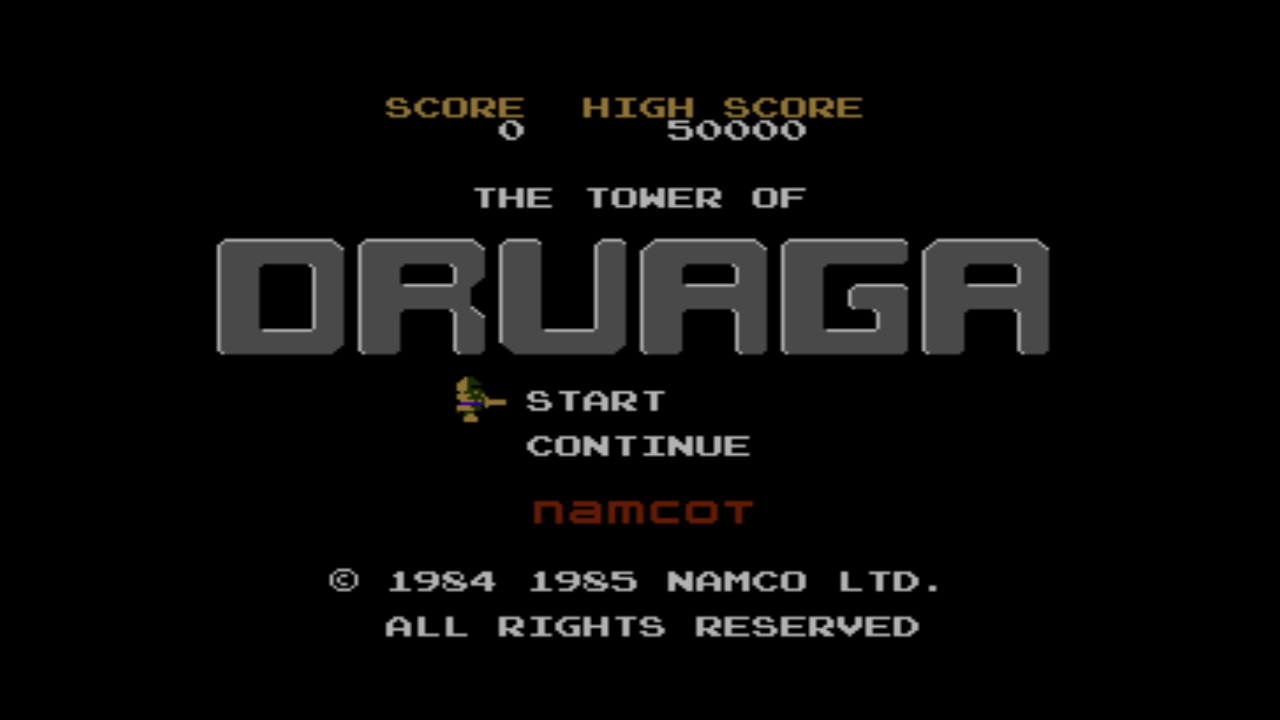 SCORE HIGH SCORE
0 50000
THE TOWER OF
DRUAGA
START
CONTINUE
namcot
© 1984 1985 NAMCO LTD.
ALL RIGHTS RESERVED